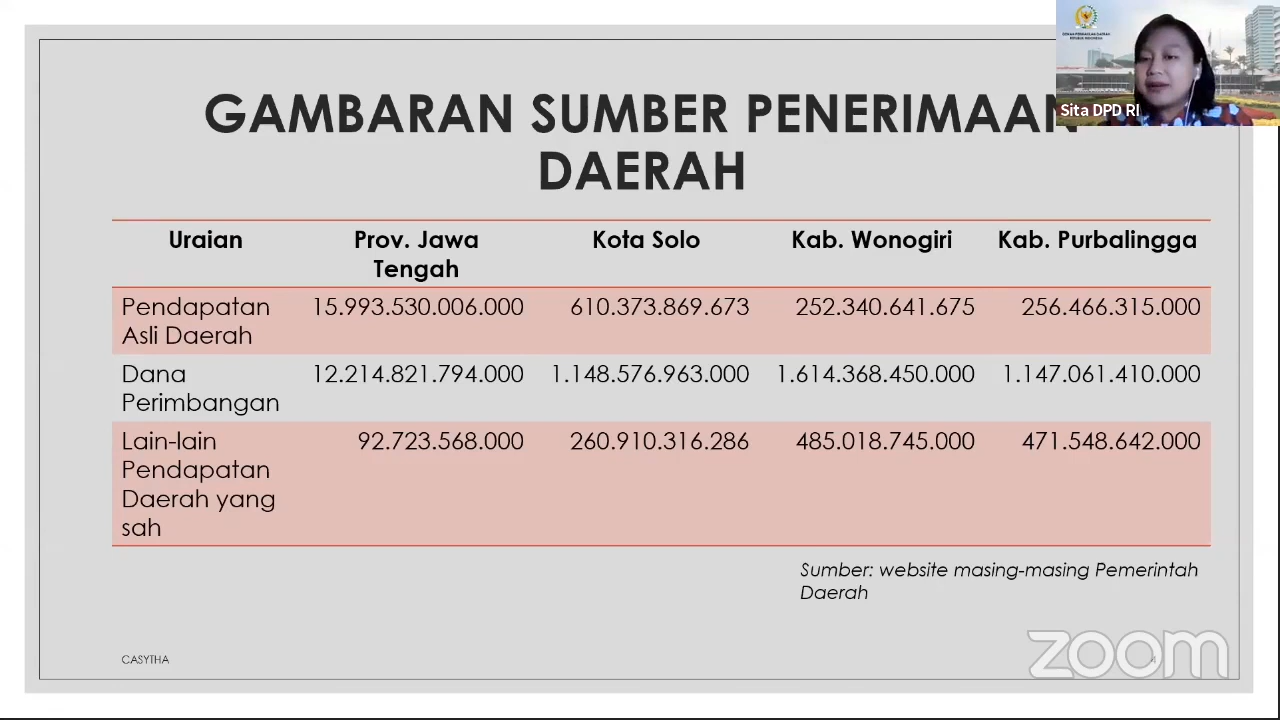 GAMBARAN SUMBER PENERIMAAN
DAERAH
Sita DPD RI
Uraian
Prov. Jawa
Tengah
Kota Solo
Kab. Wonogiri
Kab. Purbalingga
Pendapatan
Asli Daerah
15.993.530.006.000
610.373.869.673
252.340.641.675
256.466.315.000
Dana
Perimbangan
12.214.821.794.000
1.148.576.963.000
1.614.368.450.000
1.147.061.410.000
Lain-lain
Pendapatan
Daerah yang
sah
92.723.568.000
260.910.316.286
485.018.745.000
471.548.642.000
Sumber: website masing-masing Pemerintah
Daerah
CASYTHA
zoom